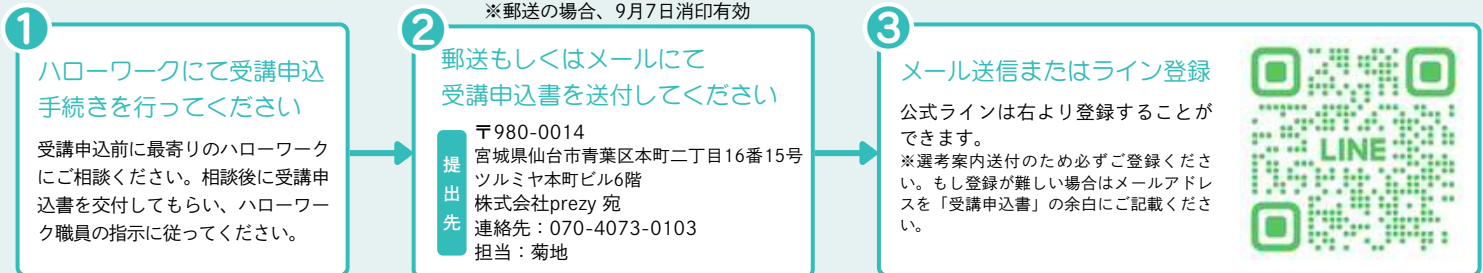 1
ハローワークにて受講申込
手続きを行ってください
受講申込前に最寄りのハローワーク
にご相談ください。相談後に受講申
込書を交付してもらい、ハローワー
ク職員の指示に従ってください。
※郵送の場合、9月7日消印有効
2
郵送もしくはメールにて
受講申込書を送付してください
提出先
〒980-0014
宮城県仙台市青葉区本町二丁目16番15号
ツルミヤ本町ビル6階
株式会社prezy 宛
連絡先：070-4073-0103
担当：菊地
3
メール送信またはライン登録
公式ラインは右より登録することが
できます。
※選考案内送付のため必ずご登録くださ
い。もし登録が難しい場合はメールアドレ
スを「受講申込書」の余白にご記載くださ
い。
LINE